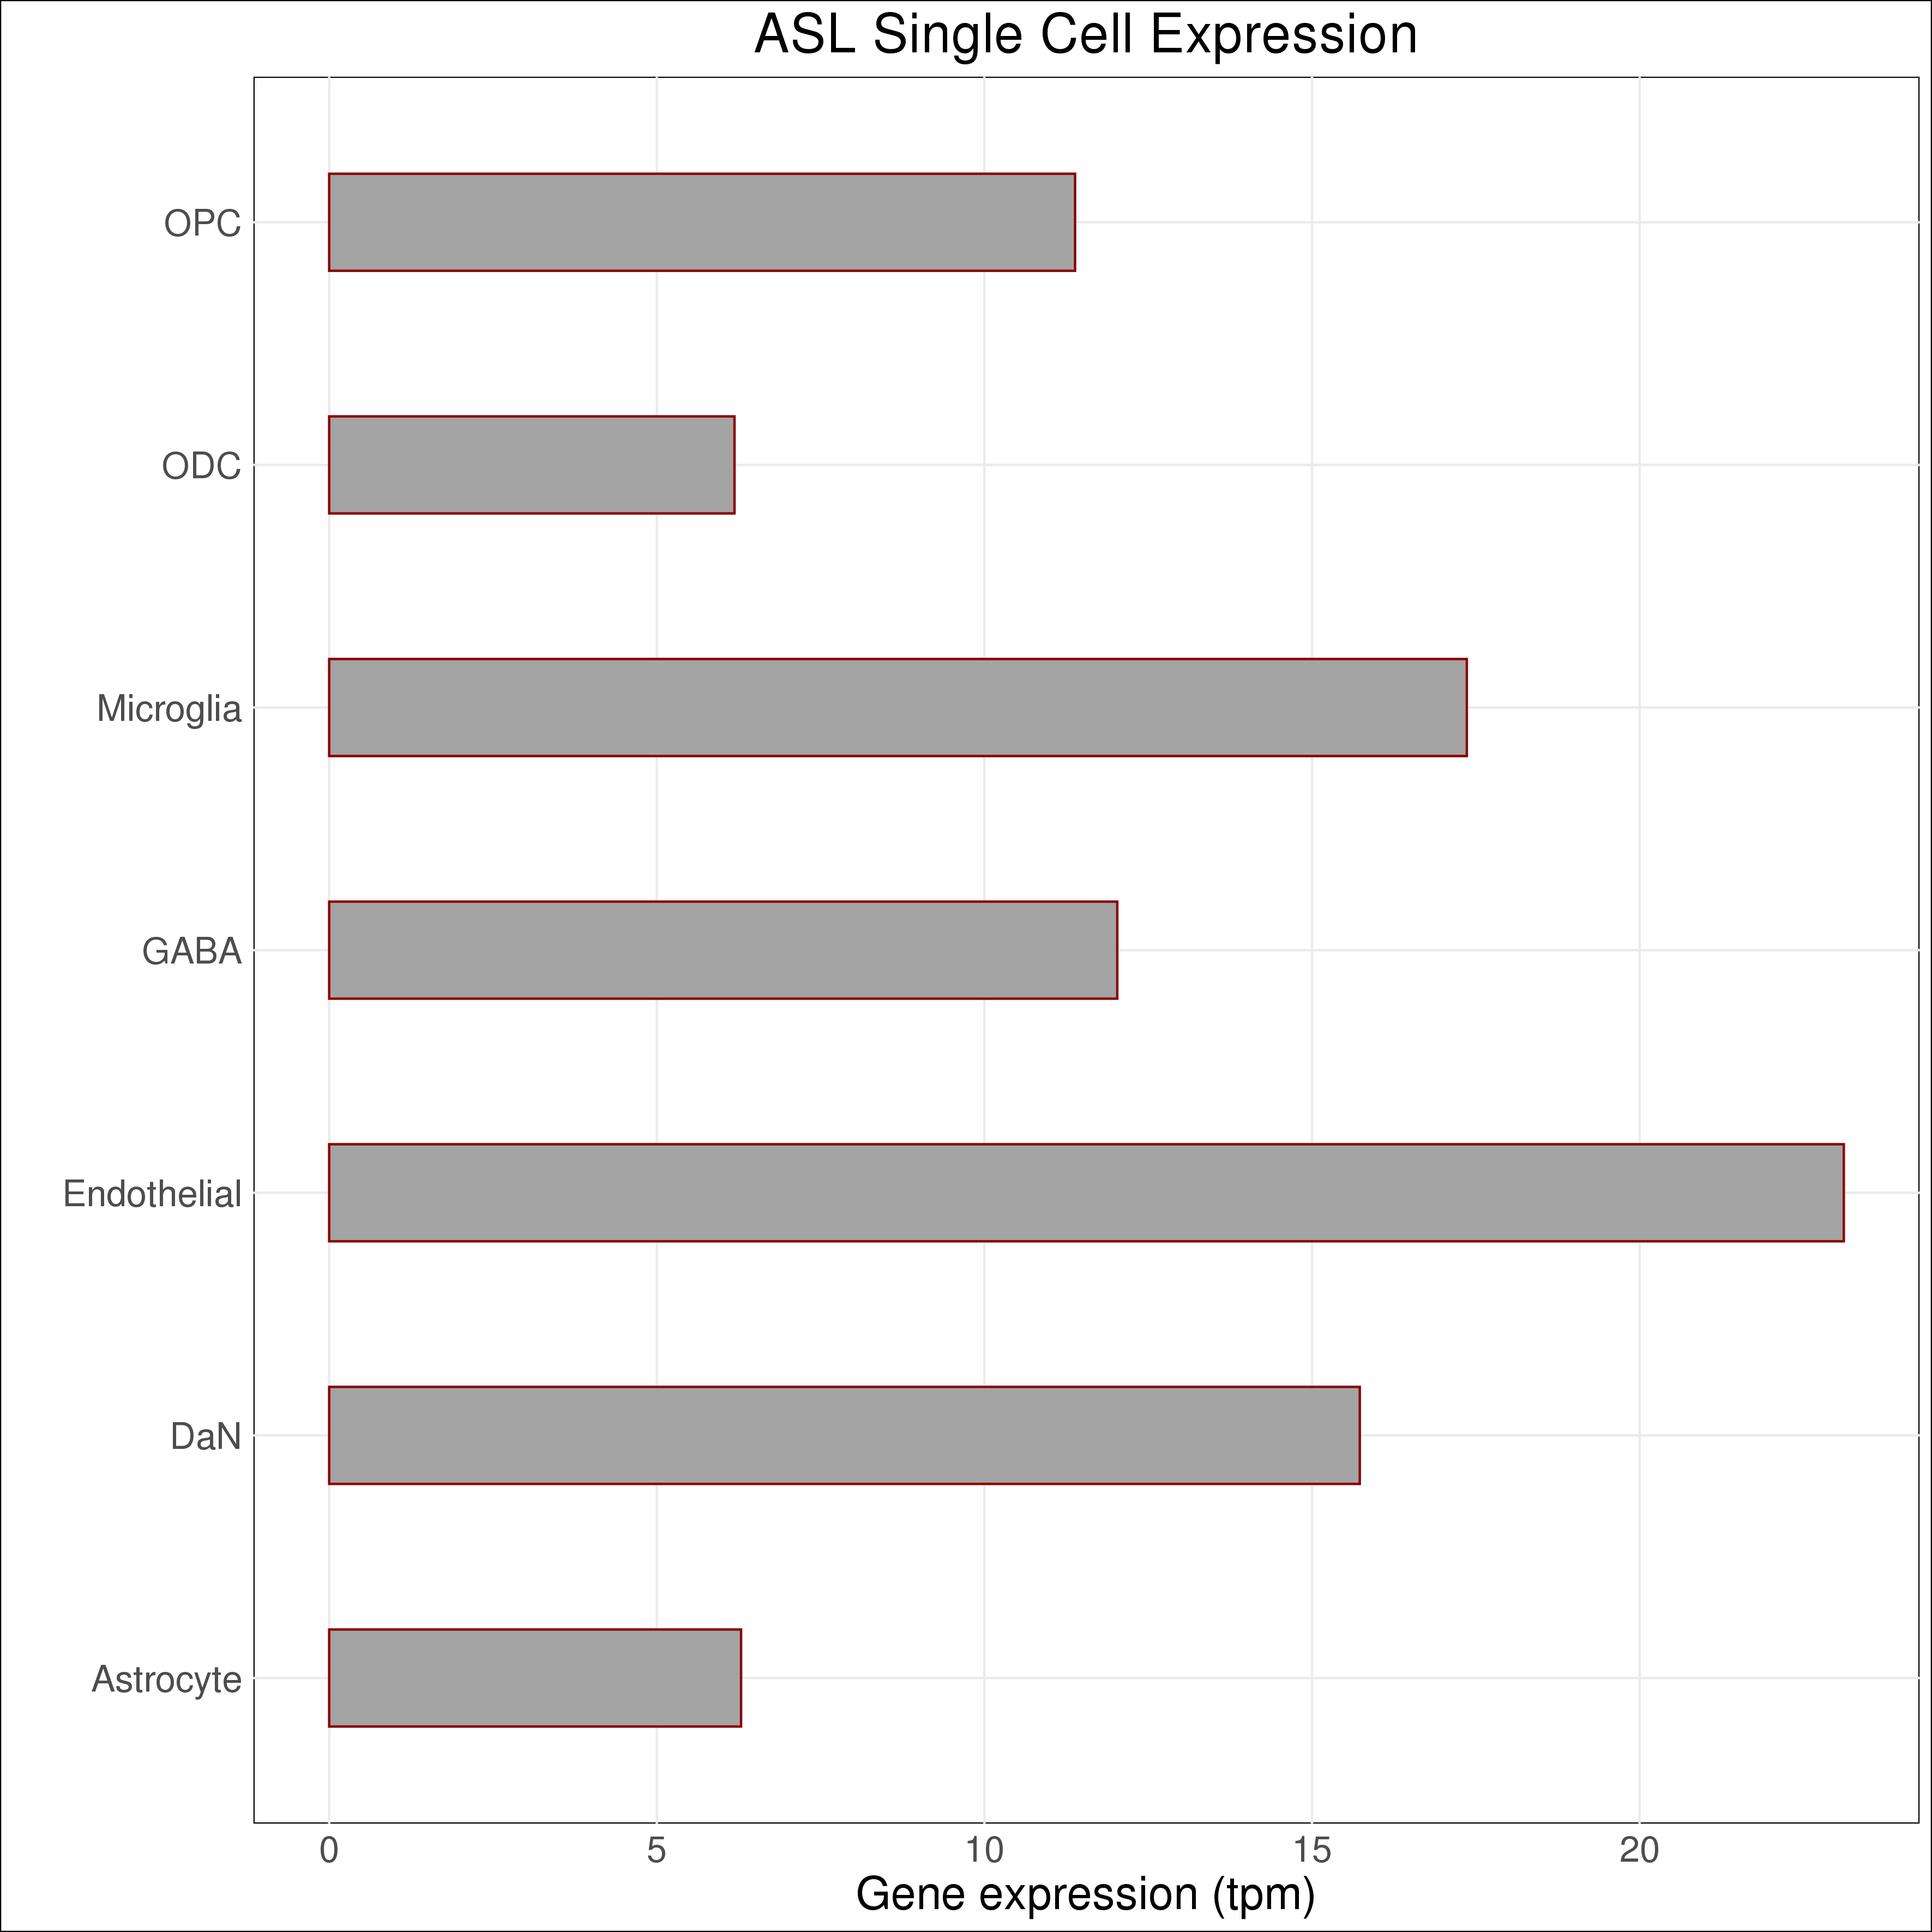 ASL Single Cell Expression
OPC
ODC
Microglia
GABA
Endothelial
DaN
Astrocyte
0 5 10 15 20
Gene expression (tpm)